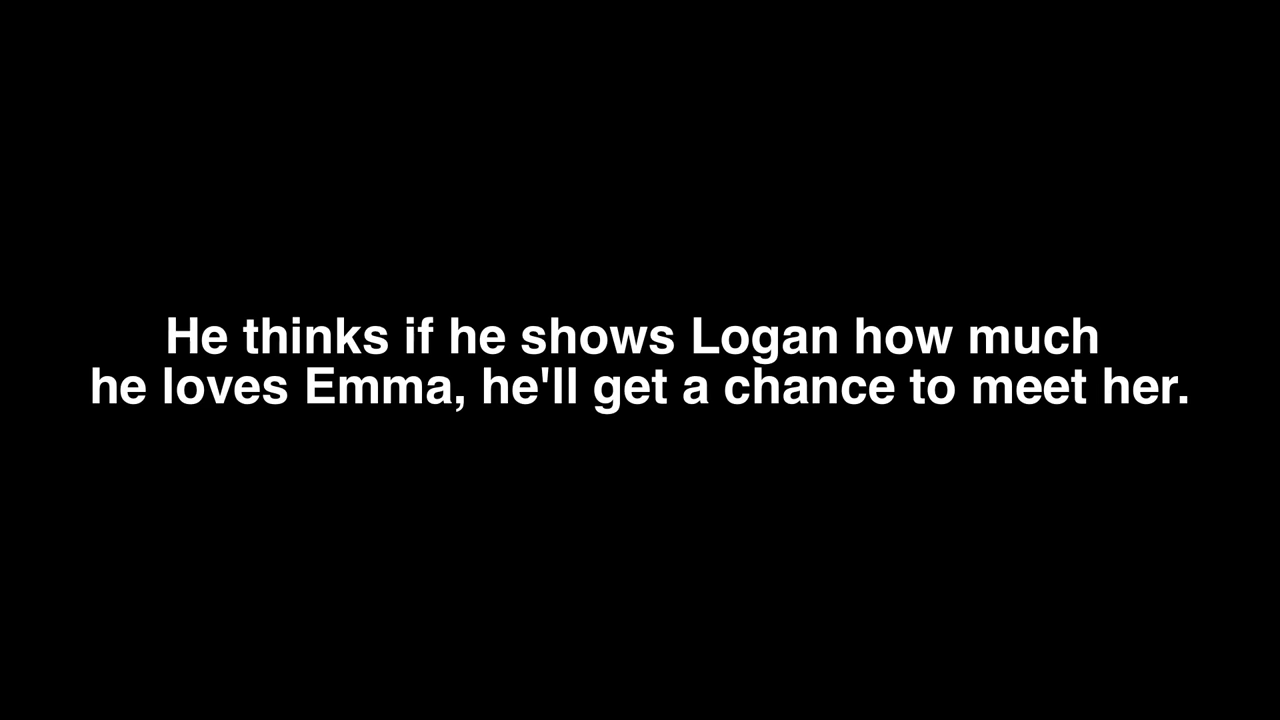 He thinks if he shows Logan how much
he loves Emma, he'll get a chance to meet her.